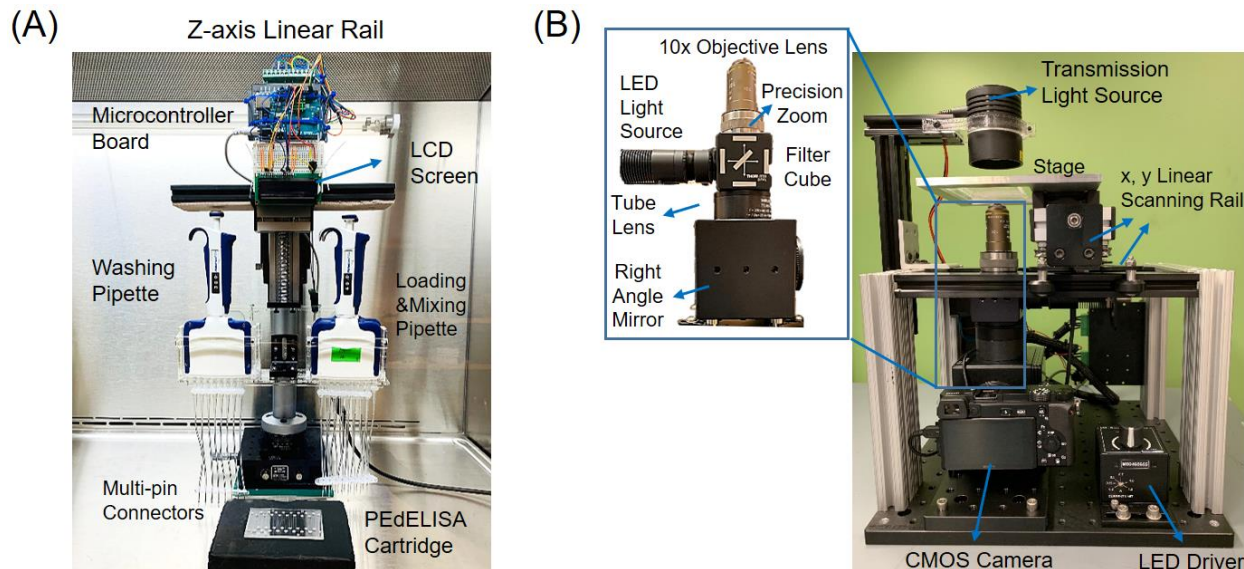 (A)
Z-axis Linear Rail
Microcontroller
Board
LCD
Screen
Washing
Pipette
Loading
&Mixing
Pipette
Multi-pin
Connectors
PEdELISA
Cartridge
(B)
10x Objective Lens
LED
Light
Source
Precision
Zoom
Filter
Cube
Tube
Lens
Right
Angle
Mirror
Transmission
Light Source
Stage
x, y Linear
Scanning Rail
CMOS Camera
LED Driver